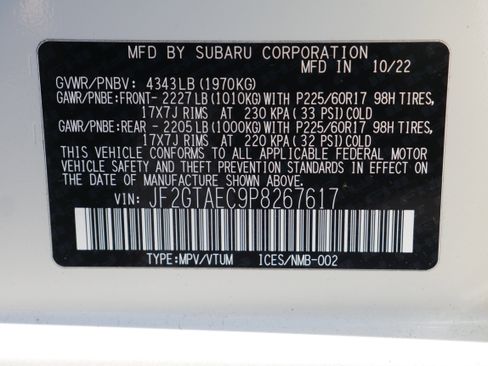 MFD BY SUBARU CORPORATION
MFD IN 10/22
GVWR/PNBV: 4343LB(1970KG)
GAWR/PNBE:FRONT- 2227LB(1010KG)WITH P225/60R17 98H TIRES,
17X7J RIMS AT 230 KPA (33 PSI)COLD
GAWR/PNBE:REAR - 2205LB(1000KG)WITH P225/60R17 98H TIRES,
17X7J RIMS AT 220 KPA (32 PSI)COLD
THIS VEHICLE CONFORMS TO ALL APPLICABLE FEDERAL MOTOR
VEHICLE SAFETY AND THEFT PREVENTION STANDARDS IN EFFECT
ON THE DATE OF MANUFACTURE SHOWN ABOVE.
VIN: JF2GTAEC9P8267617
TYPE:MPV/VTUM ICES/NMB-002